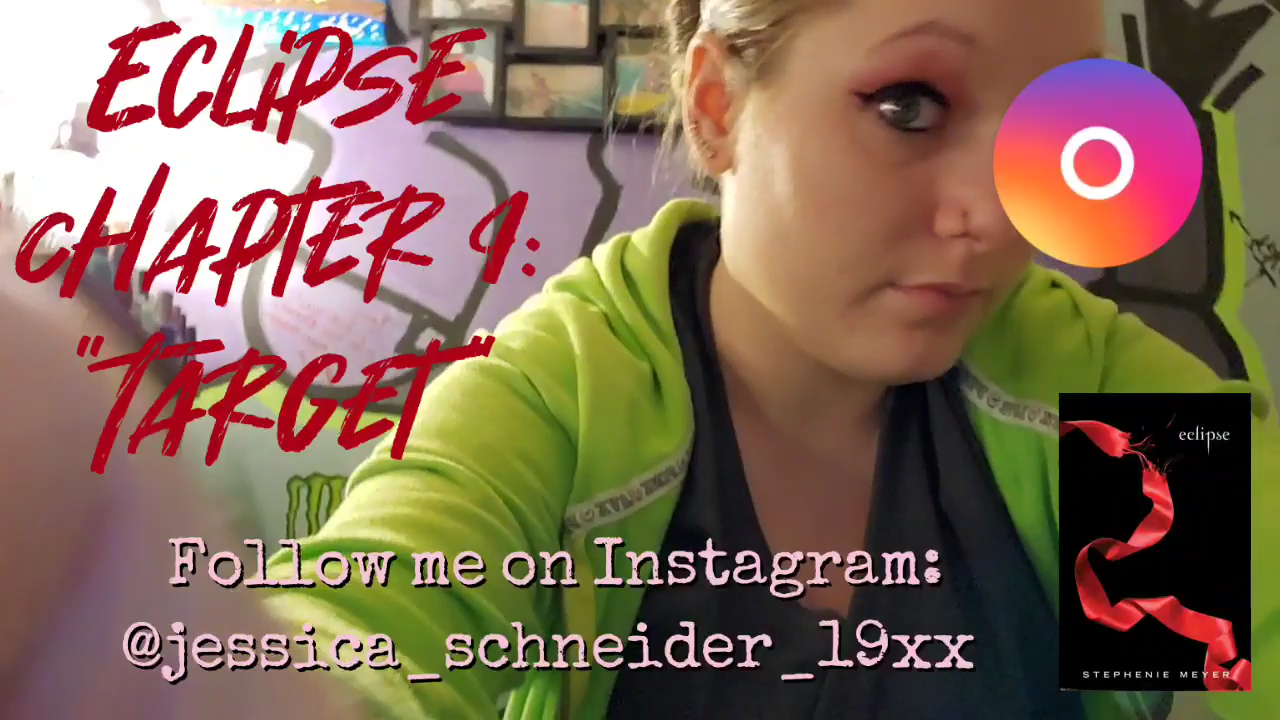 ECLiPSE
CHAPTER 9:
"TARGET"
eclipse
Follow me on Instagram:
@jessica_schneider_19xx
STEPHENIE MEYER